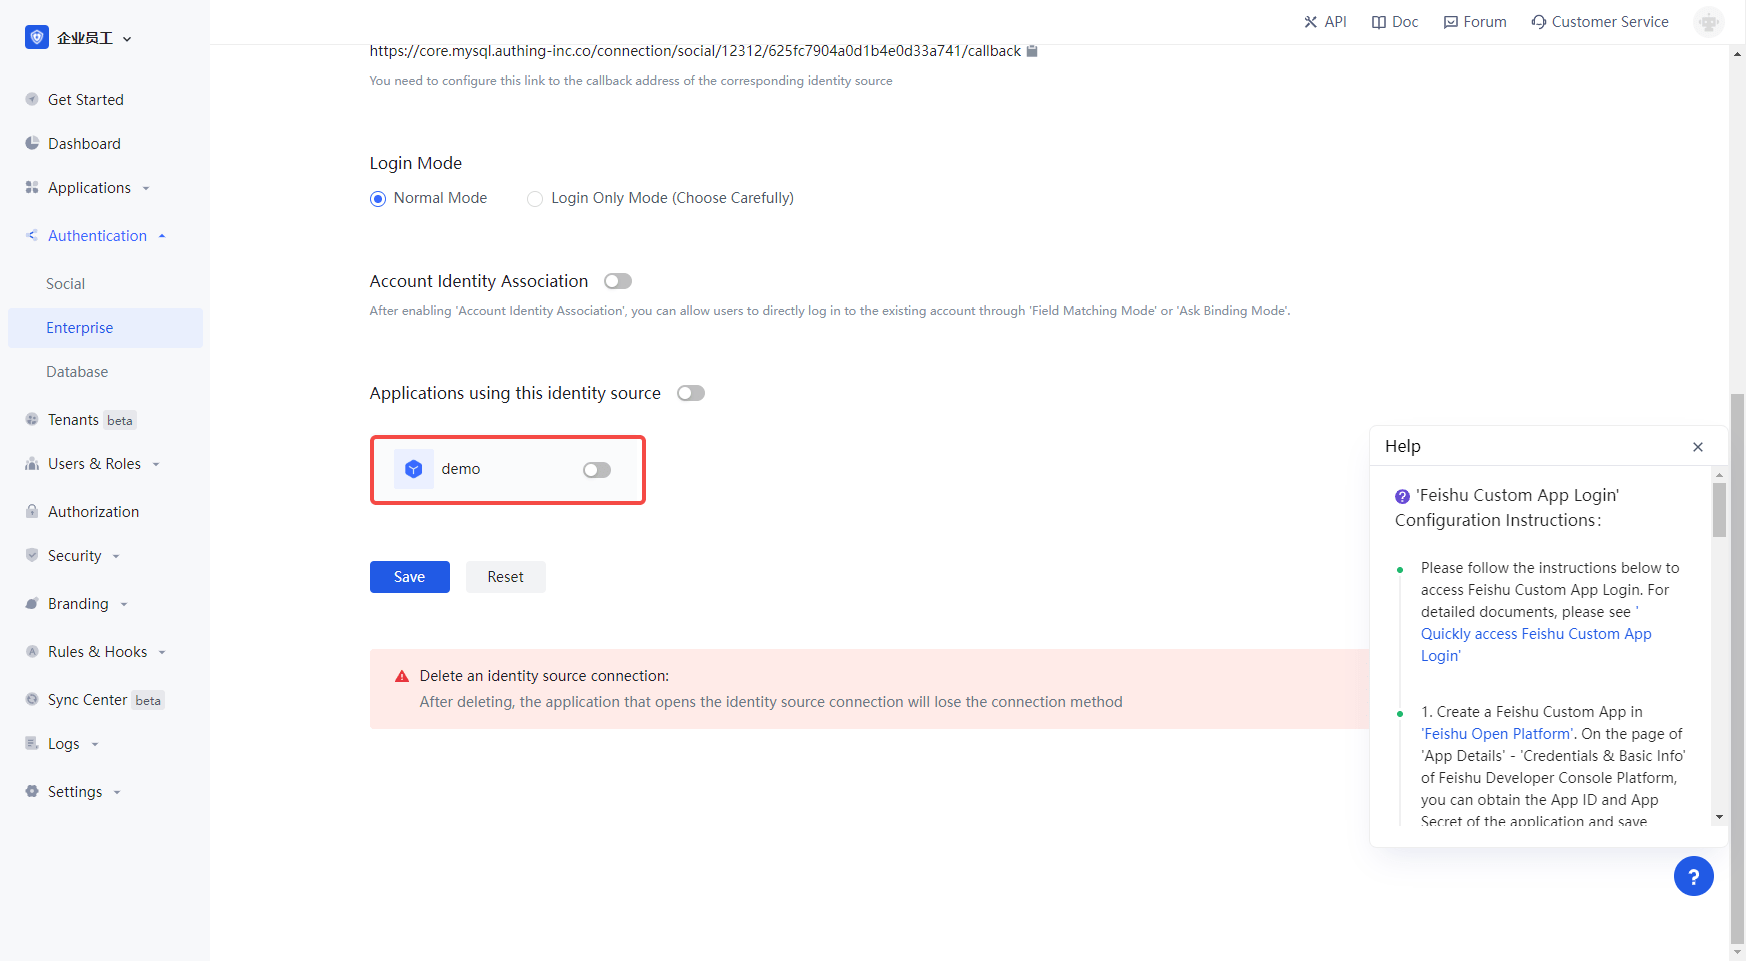 企业员工
API
Doc
Forum
Customer Service
Get Started
Dashboard
Applications
Authentication
Social
Enterprise
Database
Tenants beta
Users & Roles
Authorization
Security
Branding
Rules & Hooks
Sync Center beta
Logs
Settings
https://core.mysql.authing-inc.co/connection/social/12312/625fc7904a0d1b4e0d33a741/callback
You need to configure this link to the callback address of the corresponding identity source
Login Mode
Normal Mode
Login Only Mode (Choose Carefully)
Account Identity Association
After enabling 'Account Identity Association', you can allow users to directly log in to the existing account through 'Field Matching Mode' or 'Ask Binding Mode'.
Applications using this identity source
demo
Save
Reset
Delete an identity source connection:
After deleting, the application that opens the identity source connection will lose the connection method
Help
? 'Feishu Custom App Login'
Configuration Instructions：
Please follow the instructions below to
access Feishu Custom App Login. For
detailed documents, please see '
Quickly access Feishu Custom App
Login'
1. Create a Feishu Custom App in
'Feishu Open Platform'. On the page of
'App Details' - 'Credentials & Basic Info'
of Feishu Developer Console Platform,
you can obtain the App ID and App
Secret of the application and save
?